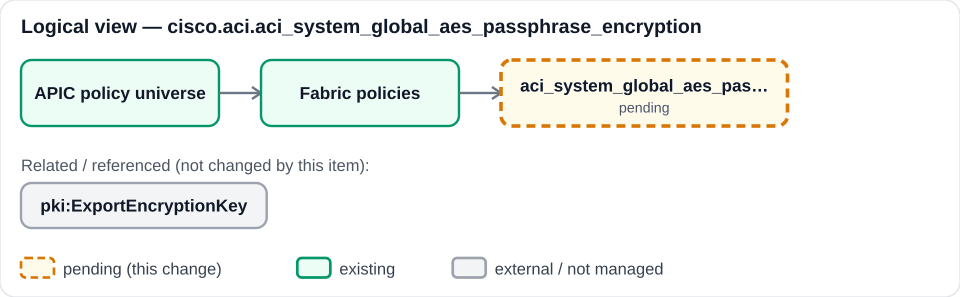 Logical view — cisco.aci.aci_system_global_aes_passphrase_encryption
APIC policy universe
Fabric policies
aci_system_global_aes_pas…
pending
Related / referenced (not changed by this item):
pki:ExportEncryptionKey
pending (this change)
existing
external / not managed